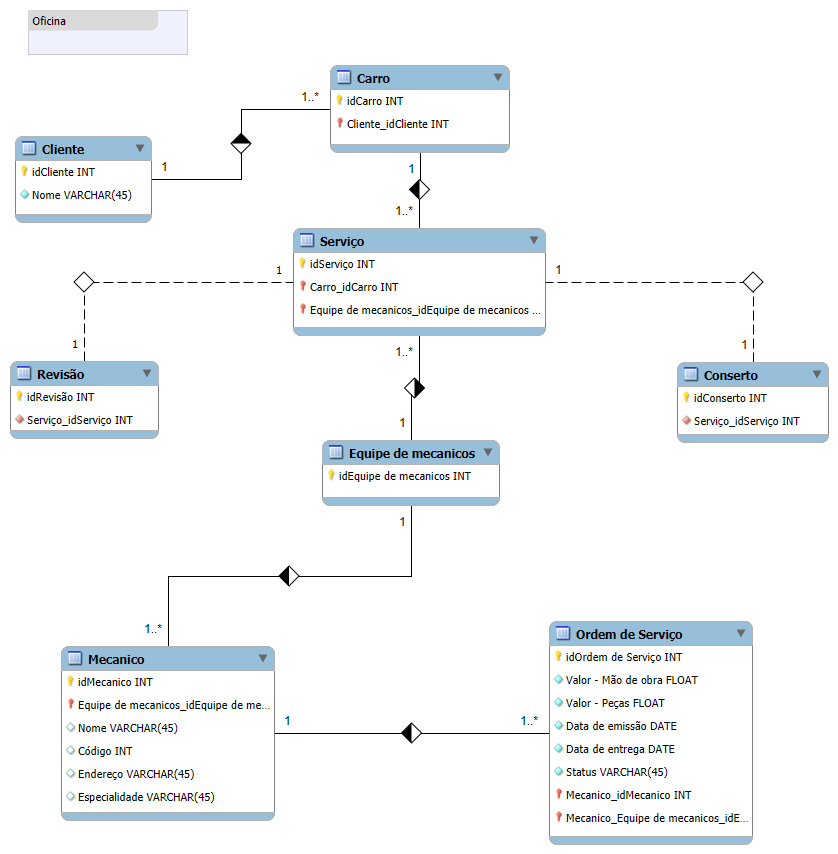 Oficina
Carro
idCarro INT
Cliente_idCliente INT
1..*
1
Cliente
idCliente INT
Nome VARCHAR(45)
1
1..*
Serviço
idServiço INT
Carro_idCarro INT
Equipe de mecanicos_idEquipe de mecanicos ...
1
1
1
1
Revisão
idRevisão INT
Serviço_idServiço INT
Conserto
idConserto INT
Serviço_idServiço INT
1..*
1
Equipe de mecanicos
idEquipe de mecanicos INT
1
1..*
Mecanico
idMecanico INT
Equipe de mecanicos_idEquipe de me...
Nome VARCHAR(45)
Código INT
Endereço VARCHAR(45)
Especialidade VARCHAR(45)
1
1..*
Ordem de Serviço
idOrdem de Serviço INT
Valor - Mão de obra FLOAT
Valor - Peças FLOAT
Data de emissão DATE
Data de entrega DATE
Status VARCHAR(45)
Mecanico_idMecanico INT
Mecanico_Equipe de mecanicos_idE...